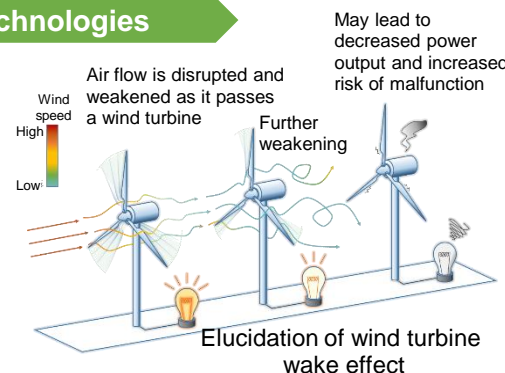 chnologies
May lead to
decreased power
output and increased
risk of malfunction
Air flow is disrupted and
weakened as it passes
a wind turbine
Wind
speed
High
Low
Further
weakening
Elucidation of wind turbine
wake effect